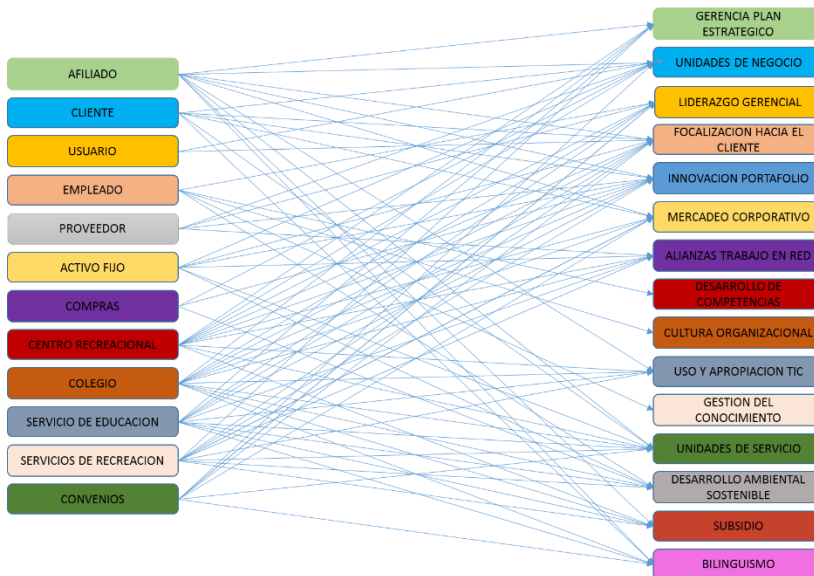 AFILIADO
CLIENTE
USUARIO
EMPLEADO
PROVEEDOR
ACTIVO FIJO
COMPRAS
CENTRO RECREACIONAL
COLEGIO
SERVICIO DE EDUCACION
SERVICIOS DE RECREACION
CONVENIOS
GERENCIA PLAN
ESTRATEGICO
UNIDADES DE NEGOCIO
LIDERAZGO GERENCIAL
FOCALIZACION HACIA EL
CLIENTE
INNOVACION PORTAFOLIO
MERCADEO CORPORATIVO
ALIANZAS TRABAJO EN RED
DESARROLLO DE
COMPETENCIAS
CULTURA ORGANIZACIONAL
USO Y APROPIACION TIC
GESTION DEL
CONOCIMIENTO
UNIDADES DE SERVICIO
DESARROLLO AMBIENTAL
SOSTENIBLE
SUBSIDIO
BILINGUISMO